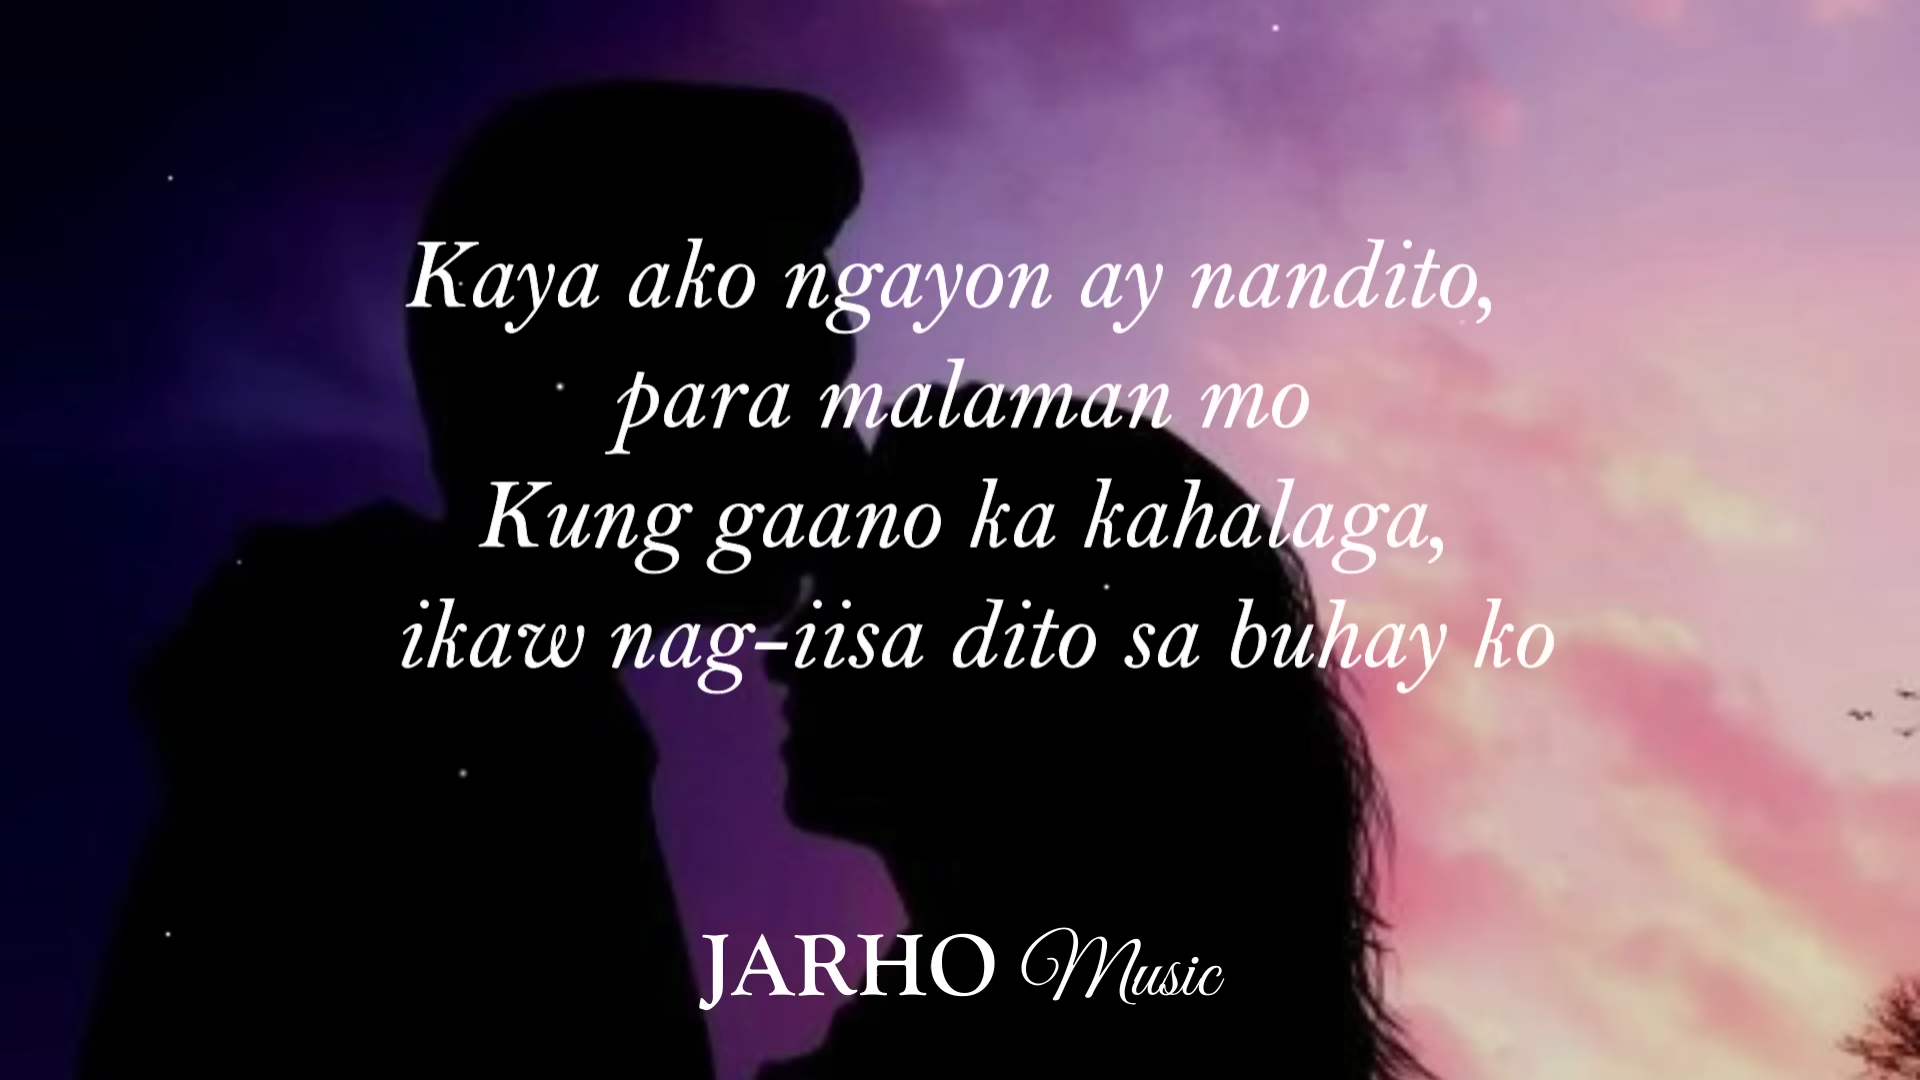 Kaya ako ngayon ay nandito,
para malaman mo
Kung gaano ka kahalaga,
ikaw nag-iisa dito sa buhay ko
JARHO Music